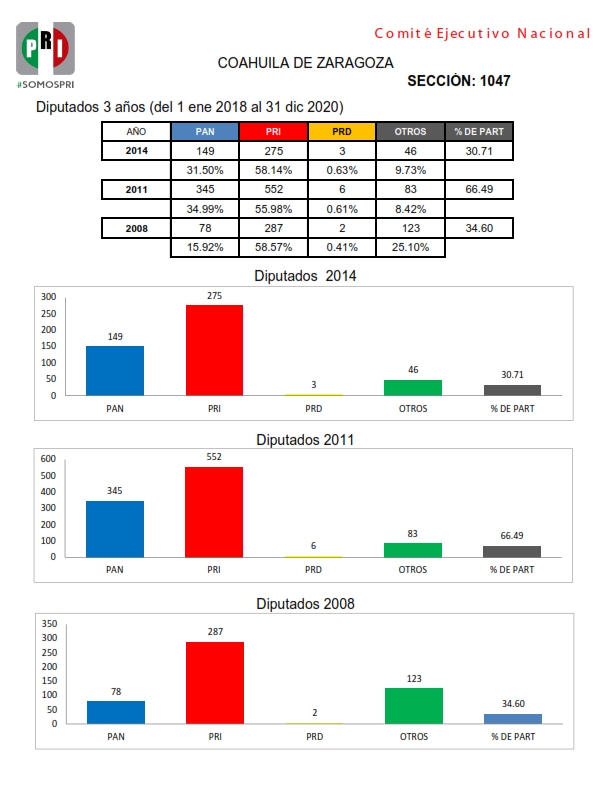 PRI
#SOMOSPRI
Comité Ejecutivo Nacional
COAHUILA DE ZARAGOZA
SECCIÓN: 1047
Diputados 3 años (del 1 ene 2018 al 31 dic 2020)
AÑO PAN PRI PRD OTROS % DE PART
2014 149 275 3 46 30.71
31.50% 58.14% 0.63% 9.73%
2011 345 552 6 83 66.49
34.99% 55.98% 0.61% 8.42%
2008 78 287 2 123 34.60
15.92% 58.57% 0.41% 25.10%
Diputados 2014
300
250
200
150
100
50
0
149
275
3
46
30.71
PAN PRI PRD OTROS % DE PART
Diputados 2011
600
500
400
300
200
100
0
345
552
6
83
66.49
PAN PRI PRD OTROS % DE PART
Diputados 2008
350
300
250
200
150
100
50
0
78
287
2
123
34.60
PAN PRI PRD OTROS % DE PART